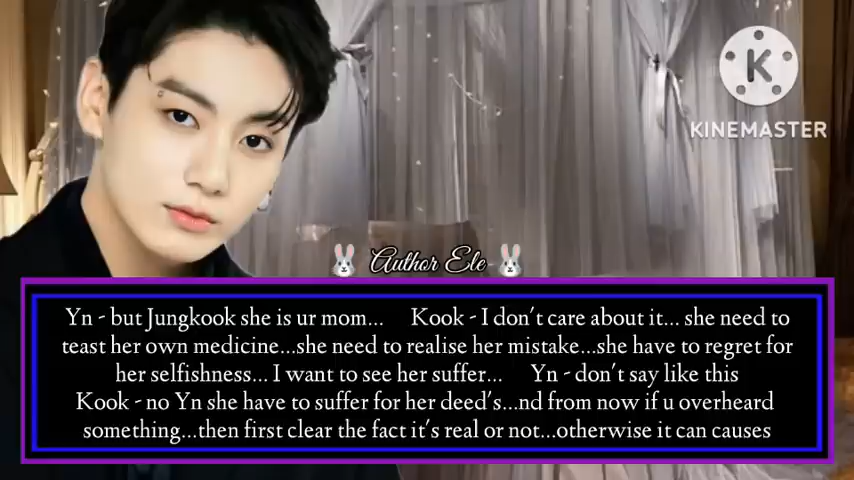 KINEMASTER
Author Ele
Yn - but Jungkook she is ur mom... Kook - I don't care about it... she need to
teast her own medicine...she need to realise her mistake...she have to regret for
her selfishness... I want to see her suffer... Yn - don't say like this
Kook - no Yn she have to suffer for her deed's...nd from now if u overheard
something...then first clear the fact it's real or not...otherwise it can causes